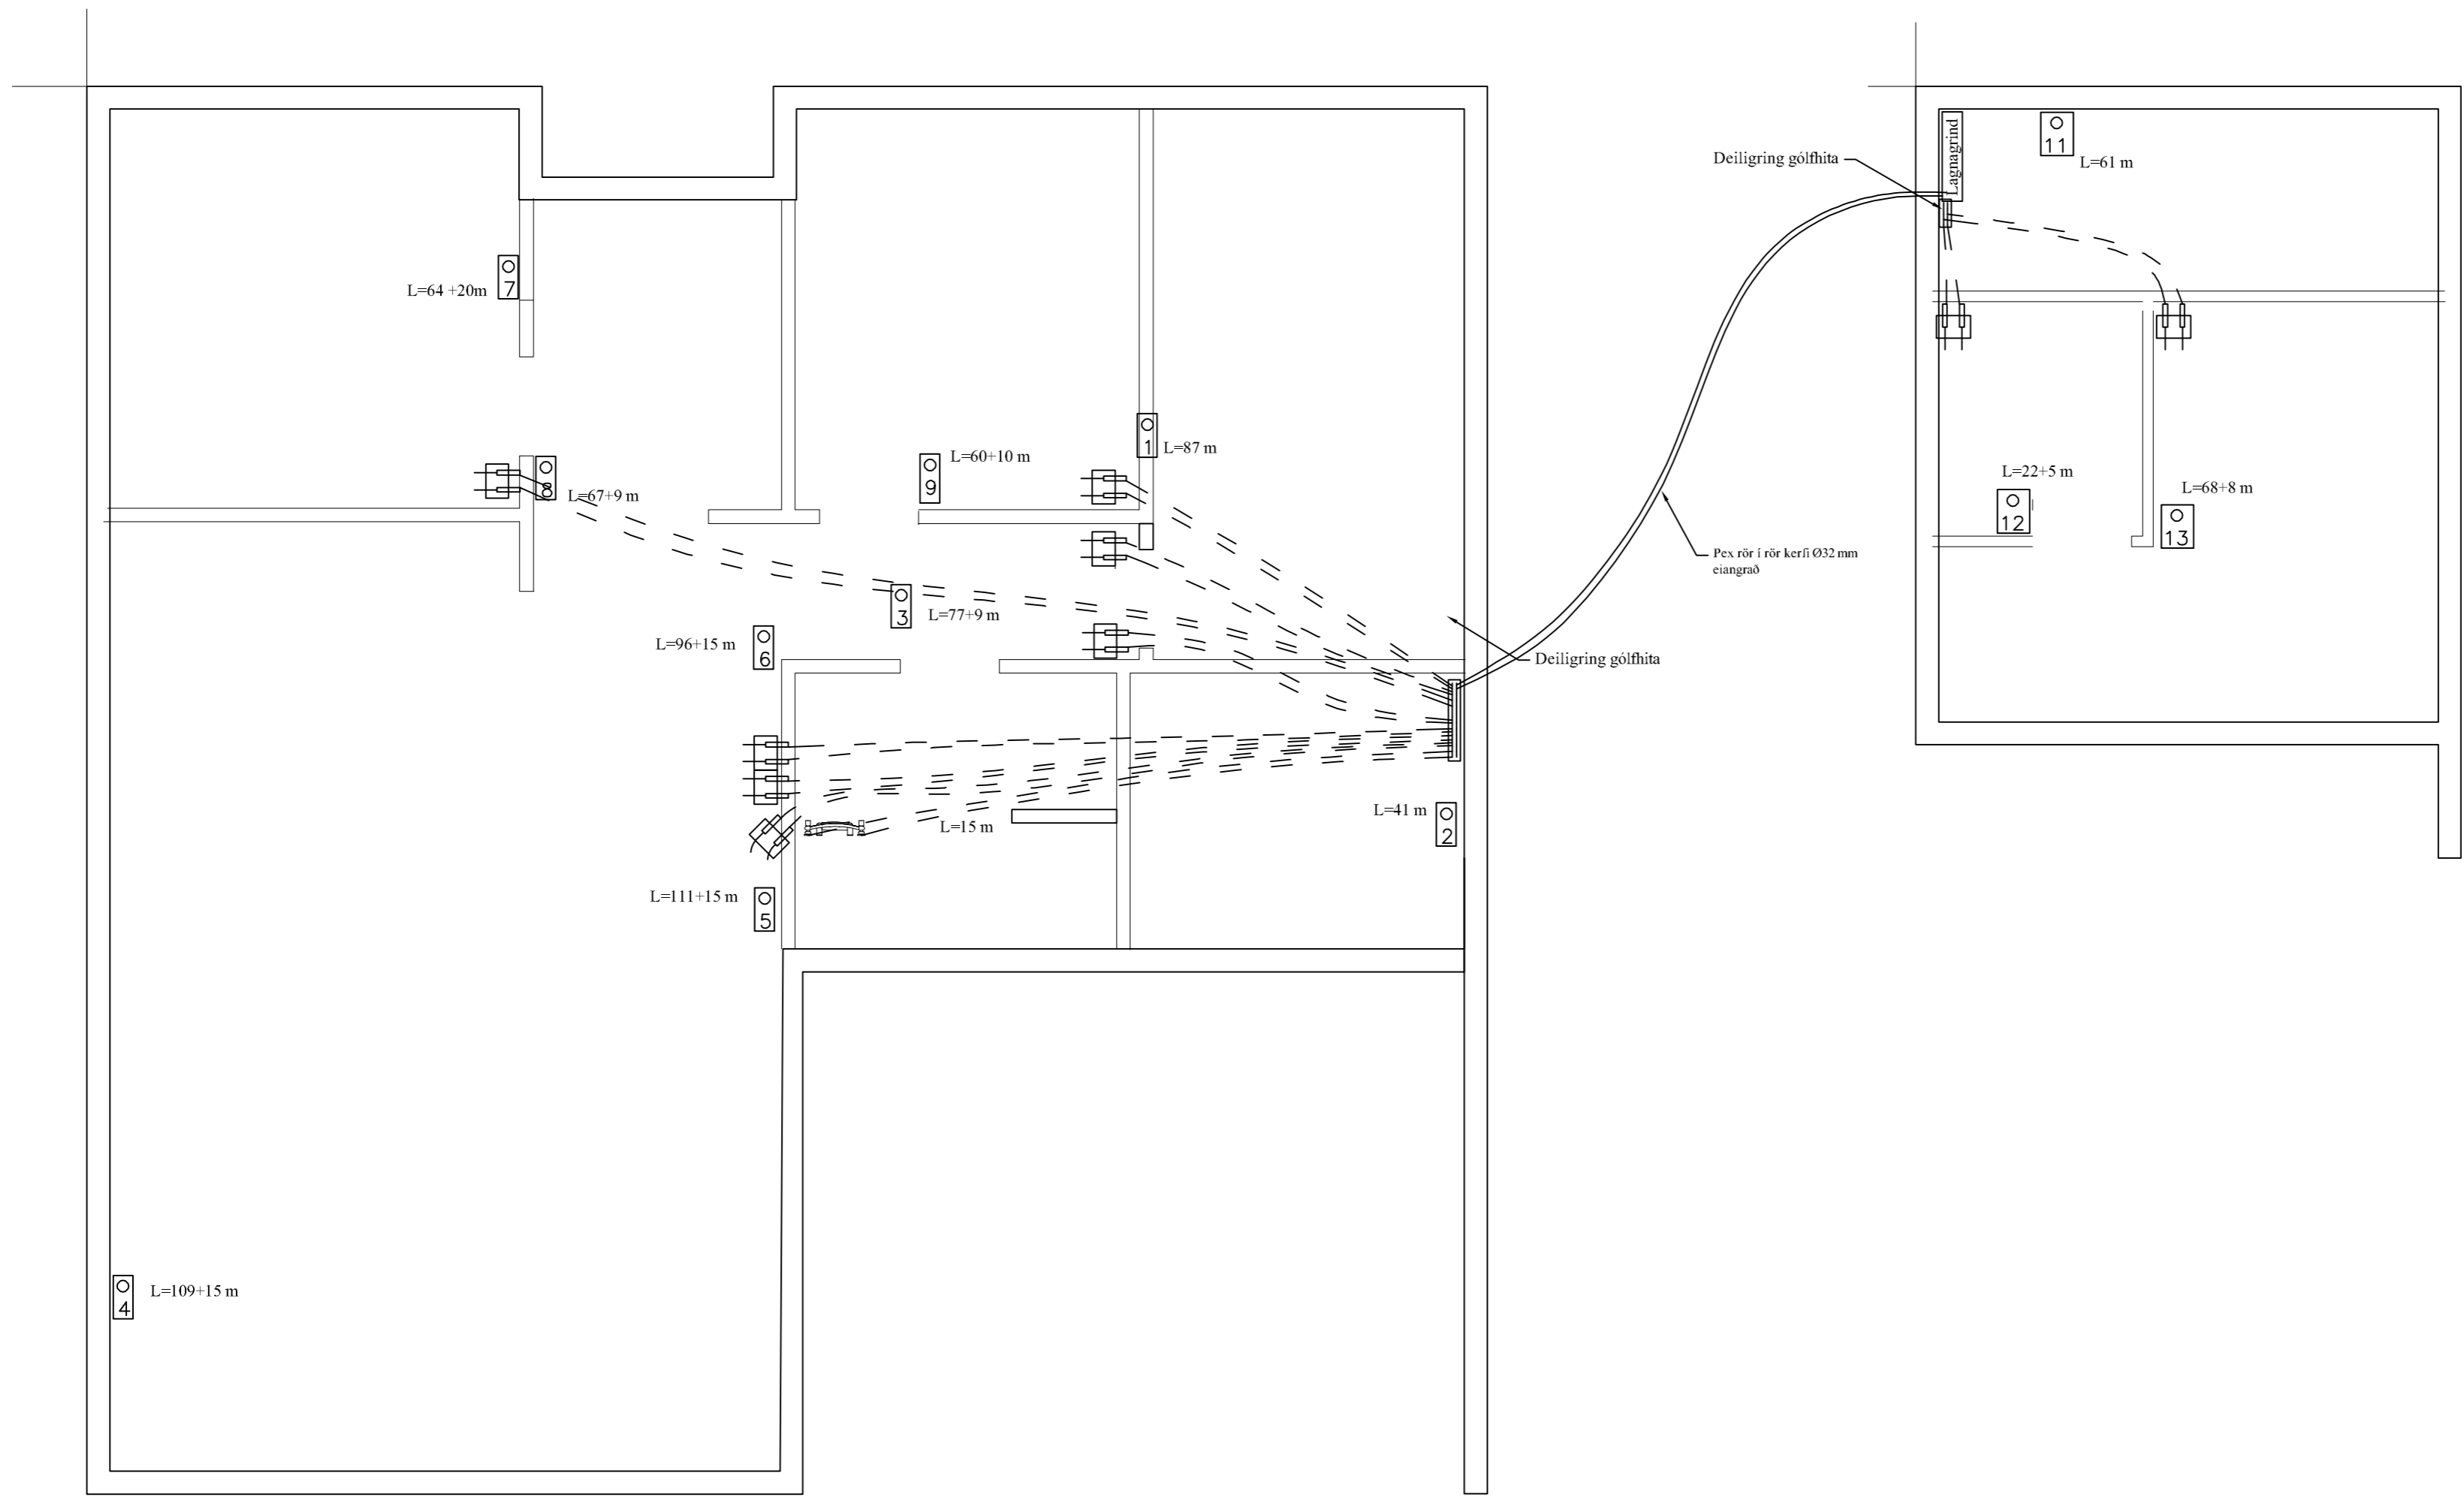 Lagnagrind
11
L=61 m
Deiligring gólfhita
7
L=64 +20m
1
L=87 m
9
L=60+10 m
8
L=67+9 m
12
L=22+5 m
13
L=68+8 m
Pex rör í rör kerfi Ø32 mm
eiangrað
3
L=77+9 m
6
L=96+15 m
Deiligring gólfhita
L=15 m
L=41 m
2
L=111+15 m
5
4
L=109+15 m